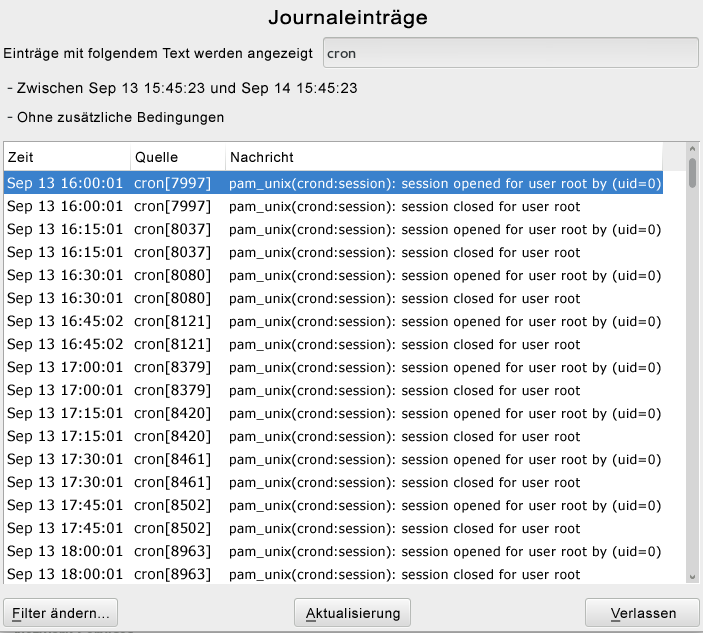 Journaleinträge
Einträge mit folgendem Text werden angezeigt cron
- Zwischen Sep 13 15:45:23 und Sep 14 15:45:23
- Ohne zusätzliche Bedingungen
Zeit Quelle Nachricht
Sep 13 16:00:01 cron[7997] pam_unix(crond:session): session opened for user root by (uid=0)
Sep 13 16:00:01 cron[7997] pam_unix(crond:session): session closed for user root
Sep 13 16:15:01 cron[8037] pam_unix(crond:session): session opened for user root by (uid=0)
Sep 13 16:15:01 cron[8037] pam_unix(crond:session): session closed for user root
Sep 13 16:30:01 cron[8080] pam_unix(crond:session): session opened for user root by (uid=0)
Sep 13 16:30:01 cron[8080] pam_unix(crond:session): session closed for user root
Sep 13 16:45:02 cron[8121] pam_unix(crond:session): session opened for user root by (uid=0)
Sep 13 16:45:02 cron[8121] pam_unix(crond:session): session closed for user root
Sep 13 17:00:01 cron[8379] pam_unix(crond:session): session opened for user root by (uid=0)
Sep 13 17:00:01 cron[8379] pam_unix(crond:session): session closed for user root
Sep 13 17:15:01 cron[8420] pam_unix(crond:session): session opened for user root by (uid=0)
Sep 13 17:15:01 cron[8420] pam_unix(crond:session): session closed for user root
Sep 13 17:30:01 cron[8461] pam_unix(crond:session): session opened for user root by (uid=0)
Sep 13 17:30:01 cron[8461] pam_unix(crond:session): session closed for user root
Sep 13 17:45:01 cron[8502] pam_unix(crond:session): session opened for user root by (uid=0)
Sep 13 17:45:01 cron[8502] pam_unix(crond:session): session closed for user root
Sep 13 18:00:01 cron[8963] pam_unix(crond:session): session opened for user root by (uid=0)
Sep 13 18:00:01 cron[8963] pam_unix(crond:session): session closed for user root
Filter ändern... Aktualisierung Verlassen